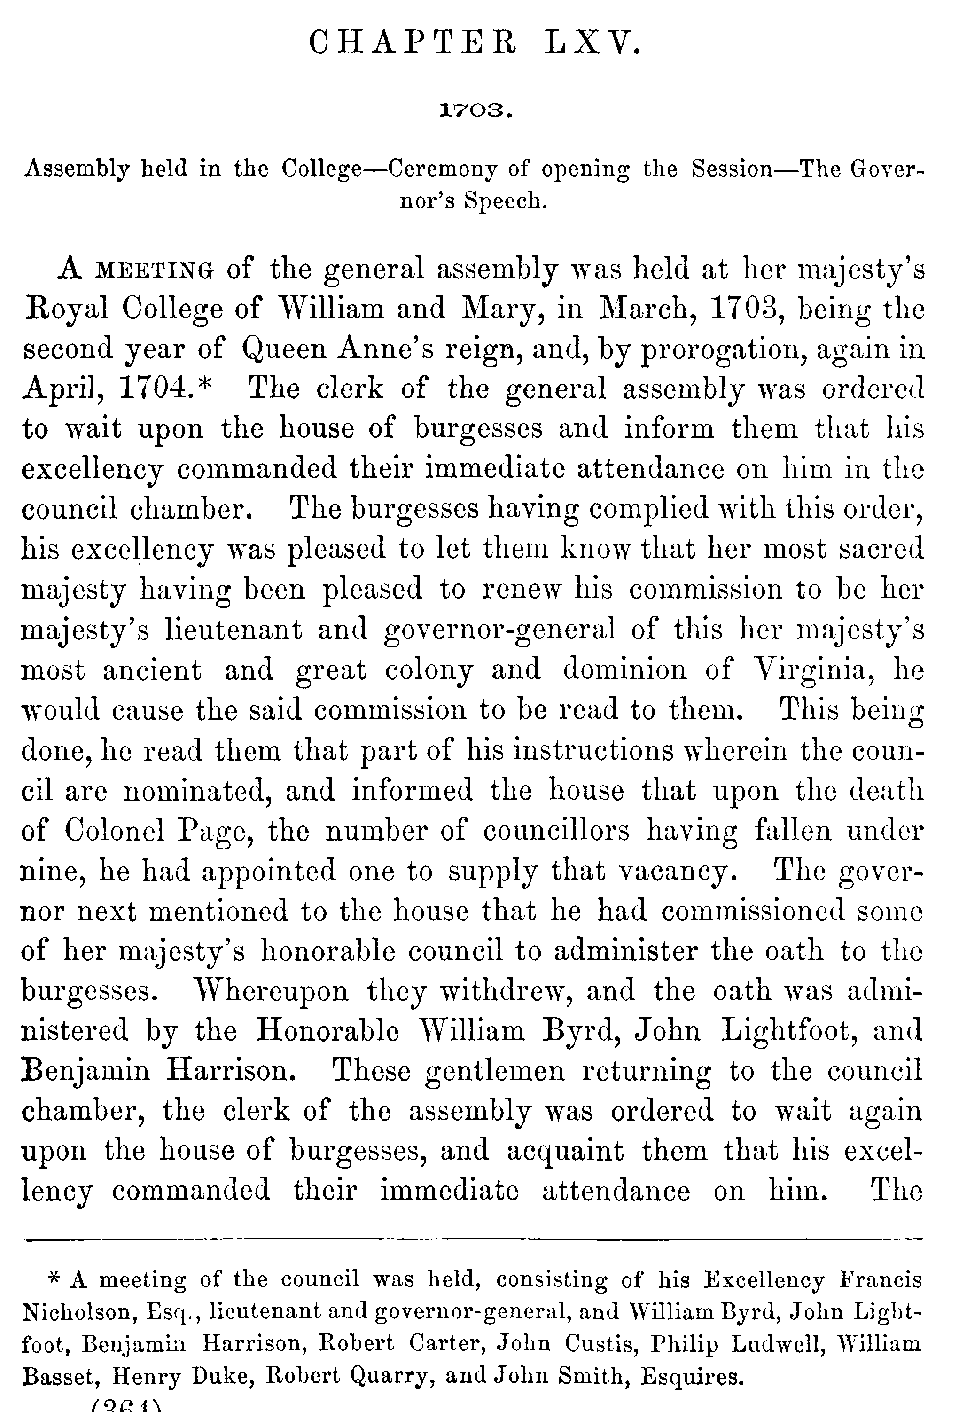 CHAPTER LXV.
1703.
Assembly held in the College—Ceremony of opening the Session—The Gover-
nor's Speech.
A MEETING of the general assembly was held at her majesty's
Royal College of William and Mary, in March, 1703, being the
second year of Queen Anne's reign, and, by prorogation, again in
April, 1704.* The clerk of the general assembly was ordered
to wait upon the house of burgesses and inform them that his
excellency commanded their immediate attendance on him in the
council chamber. The burgesses having complied with this order,
his excellency was pleased to let them know that her most sacred
majesty having been pleased to renew his commission to be her
majesty's lieutenant and governor-general of this her majesty's
most ancient and great colony and dominion of Virginia, he
would cause the said commission to be read to them. This being
done, he read them that part of his instructions wherein the coun-
cil are nominated, and informed the house that upon the death
of Colonel Page, the number of councillors having fallen under
nine, he had appointed one to supply that vacancy. The gover-
nor next mentioned to the house that he had commissioned some
of her majesty's honorable council to administer the oath to the
burgesses. Whereupon they withdrew, and the oath was admi-
nistered by the Honorable William Byrd, John Lightfoot, and
Benjamin Harrison. These gentlemen returning to the council
chamber, the clerk of the assembly was ordered to wait again
upon the house of burgesses, and acquaint them that his excel-
lency commanded their immediate attendance on him. The
* A meeting of the council was held, consisting of his Excellency Francis
Nicholson, Esq., lieutenant and governor-general, and William Byrd, John Light-
foot, Benjamin Harrison, Robert Carter, John Custis, Philip Ludwell, William
Basset, Henry Duke, Robert Quarry, and John Smith, Esquires.
(364)